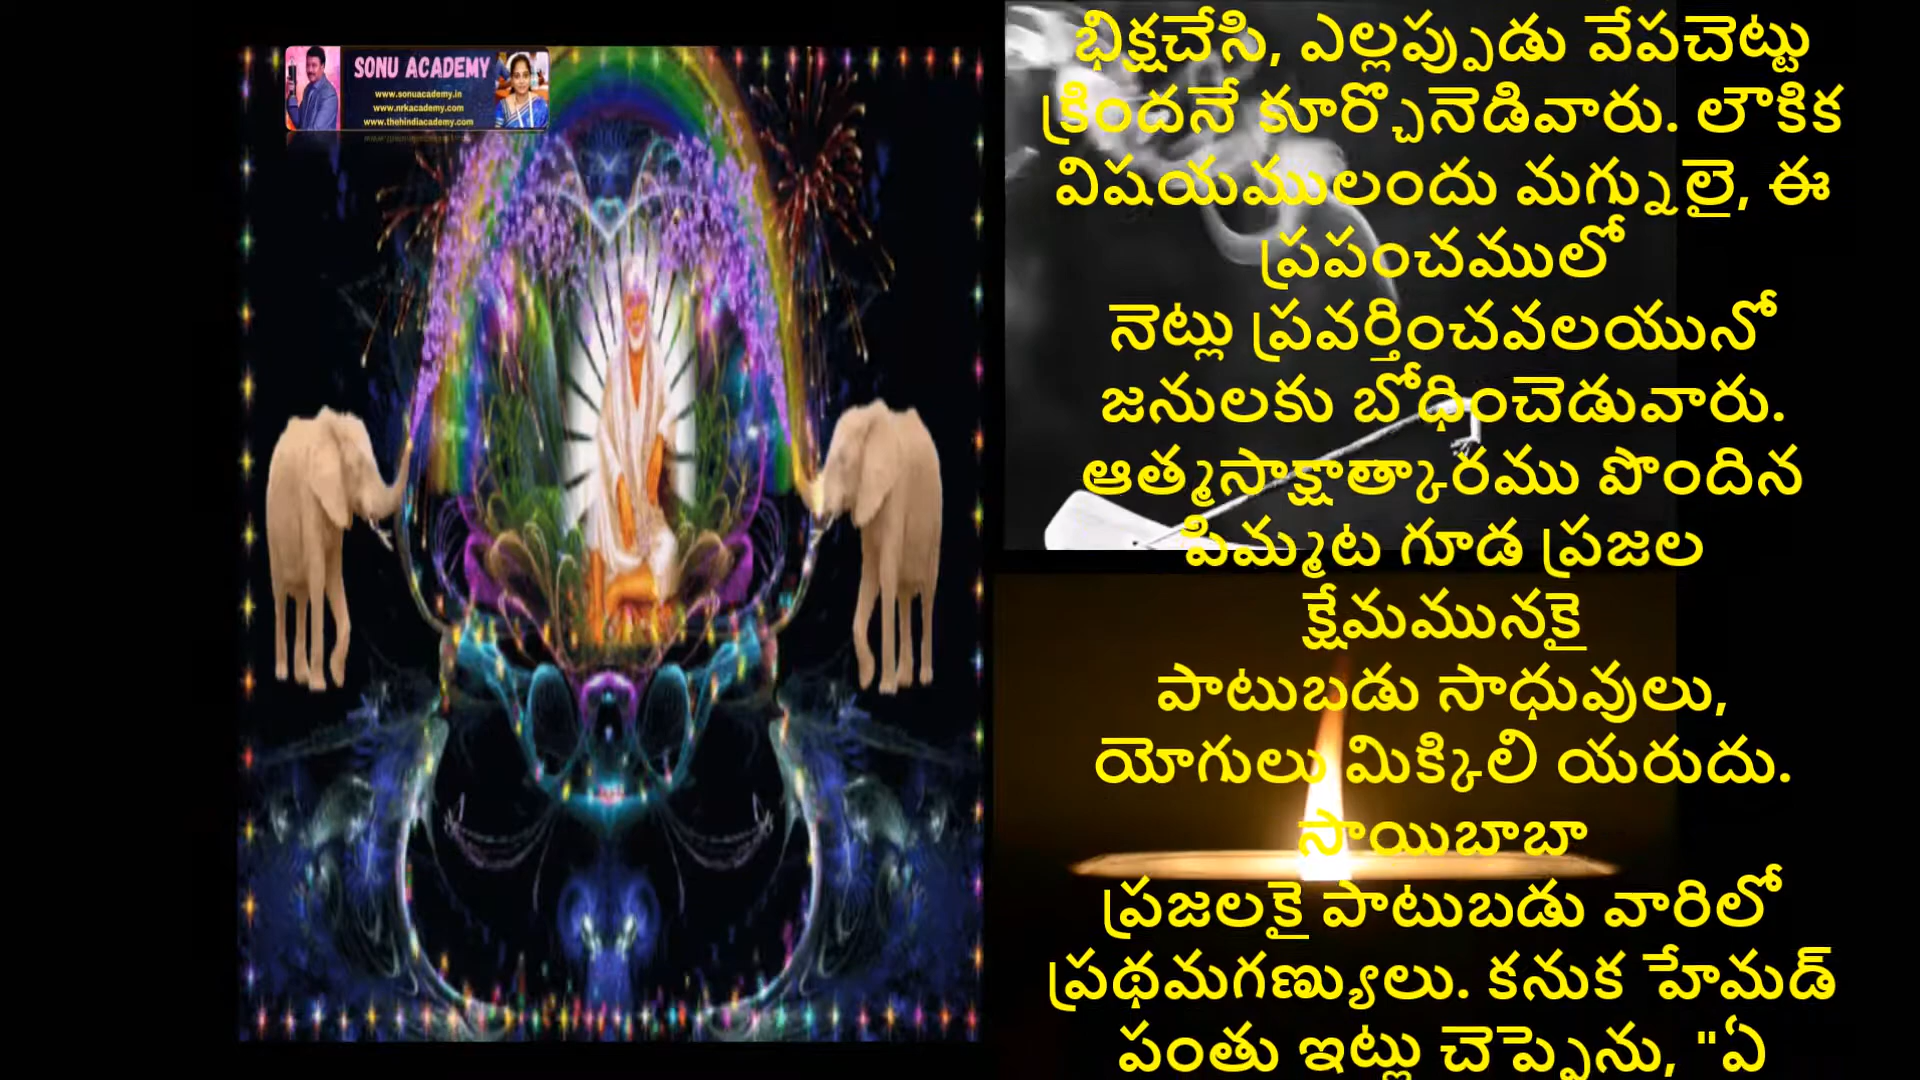 SONU ACADEMY
www.sonuacademy.in
www.nrkacademy.com
www.thehindiacademy.com
భిక్షచేసి, ఎల్లప్పుడు వేపచెట్టు
క్రిందనే కూర్చొనెడివారు. లౌకిక
విషయములందు మగ్నులై, ఈ
ప్రపంచములో
నెట్లు ప్రవర్తించవలయునో
జనులకు బోధించెడువారు.
ఆత్మసాక్షాత్కారము పొందిన
పిమ్మట గూడ ప్రజల
క్షేమమునకై
పాటుబడు సాధువులు,
యోగులు మిక్కిలి యరుదు.
సాయిబాబా
ప్రజలకై పాటుబడు వారిలో
ప్రథమగణ్యులు. కనుక హేమడ్
పంతు ఇట్లు చెప్పెను, "ఏ